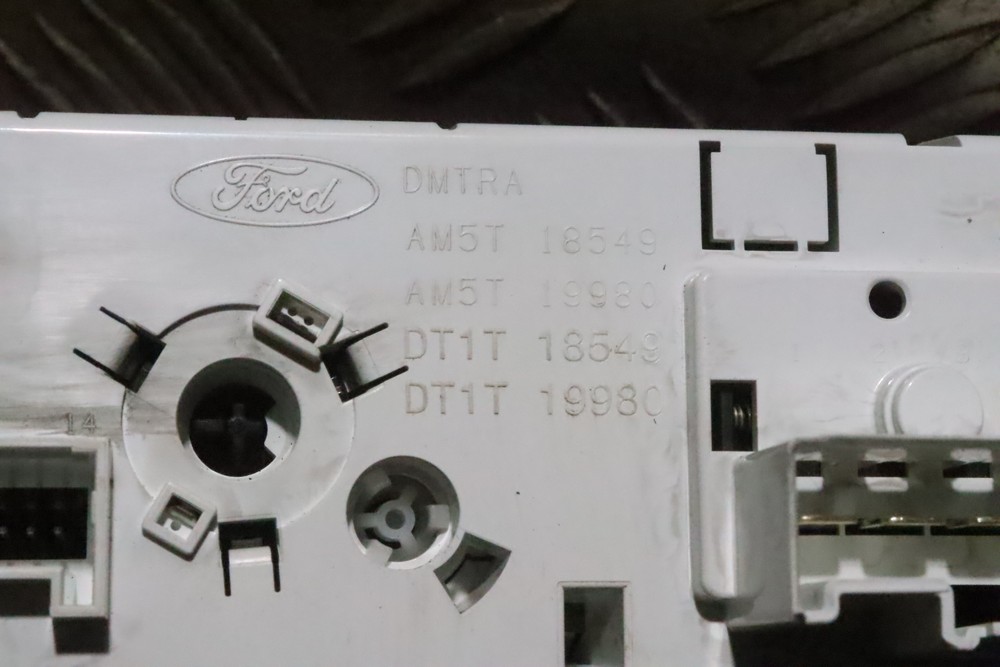 Ford
DMTRA
AM5T 18549
AM5T 19980
DT1T 18549
DT1T 19980
14